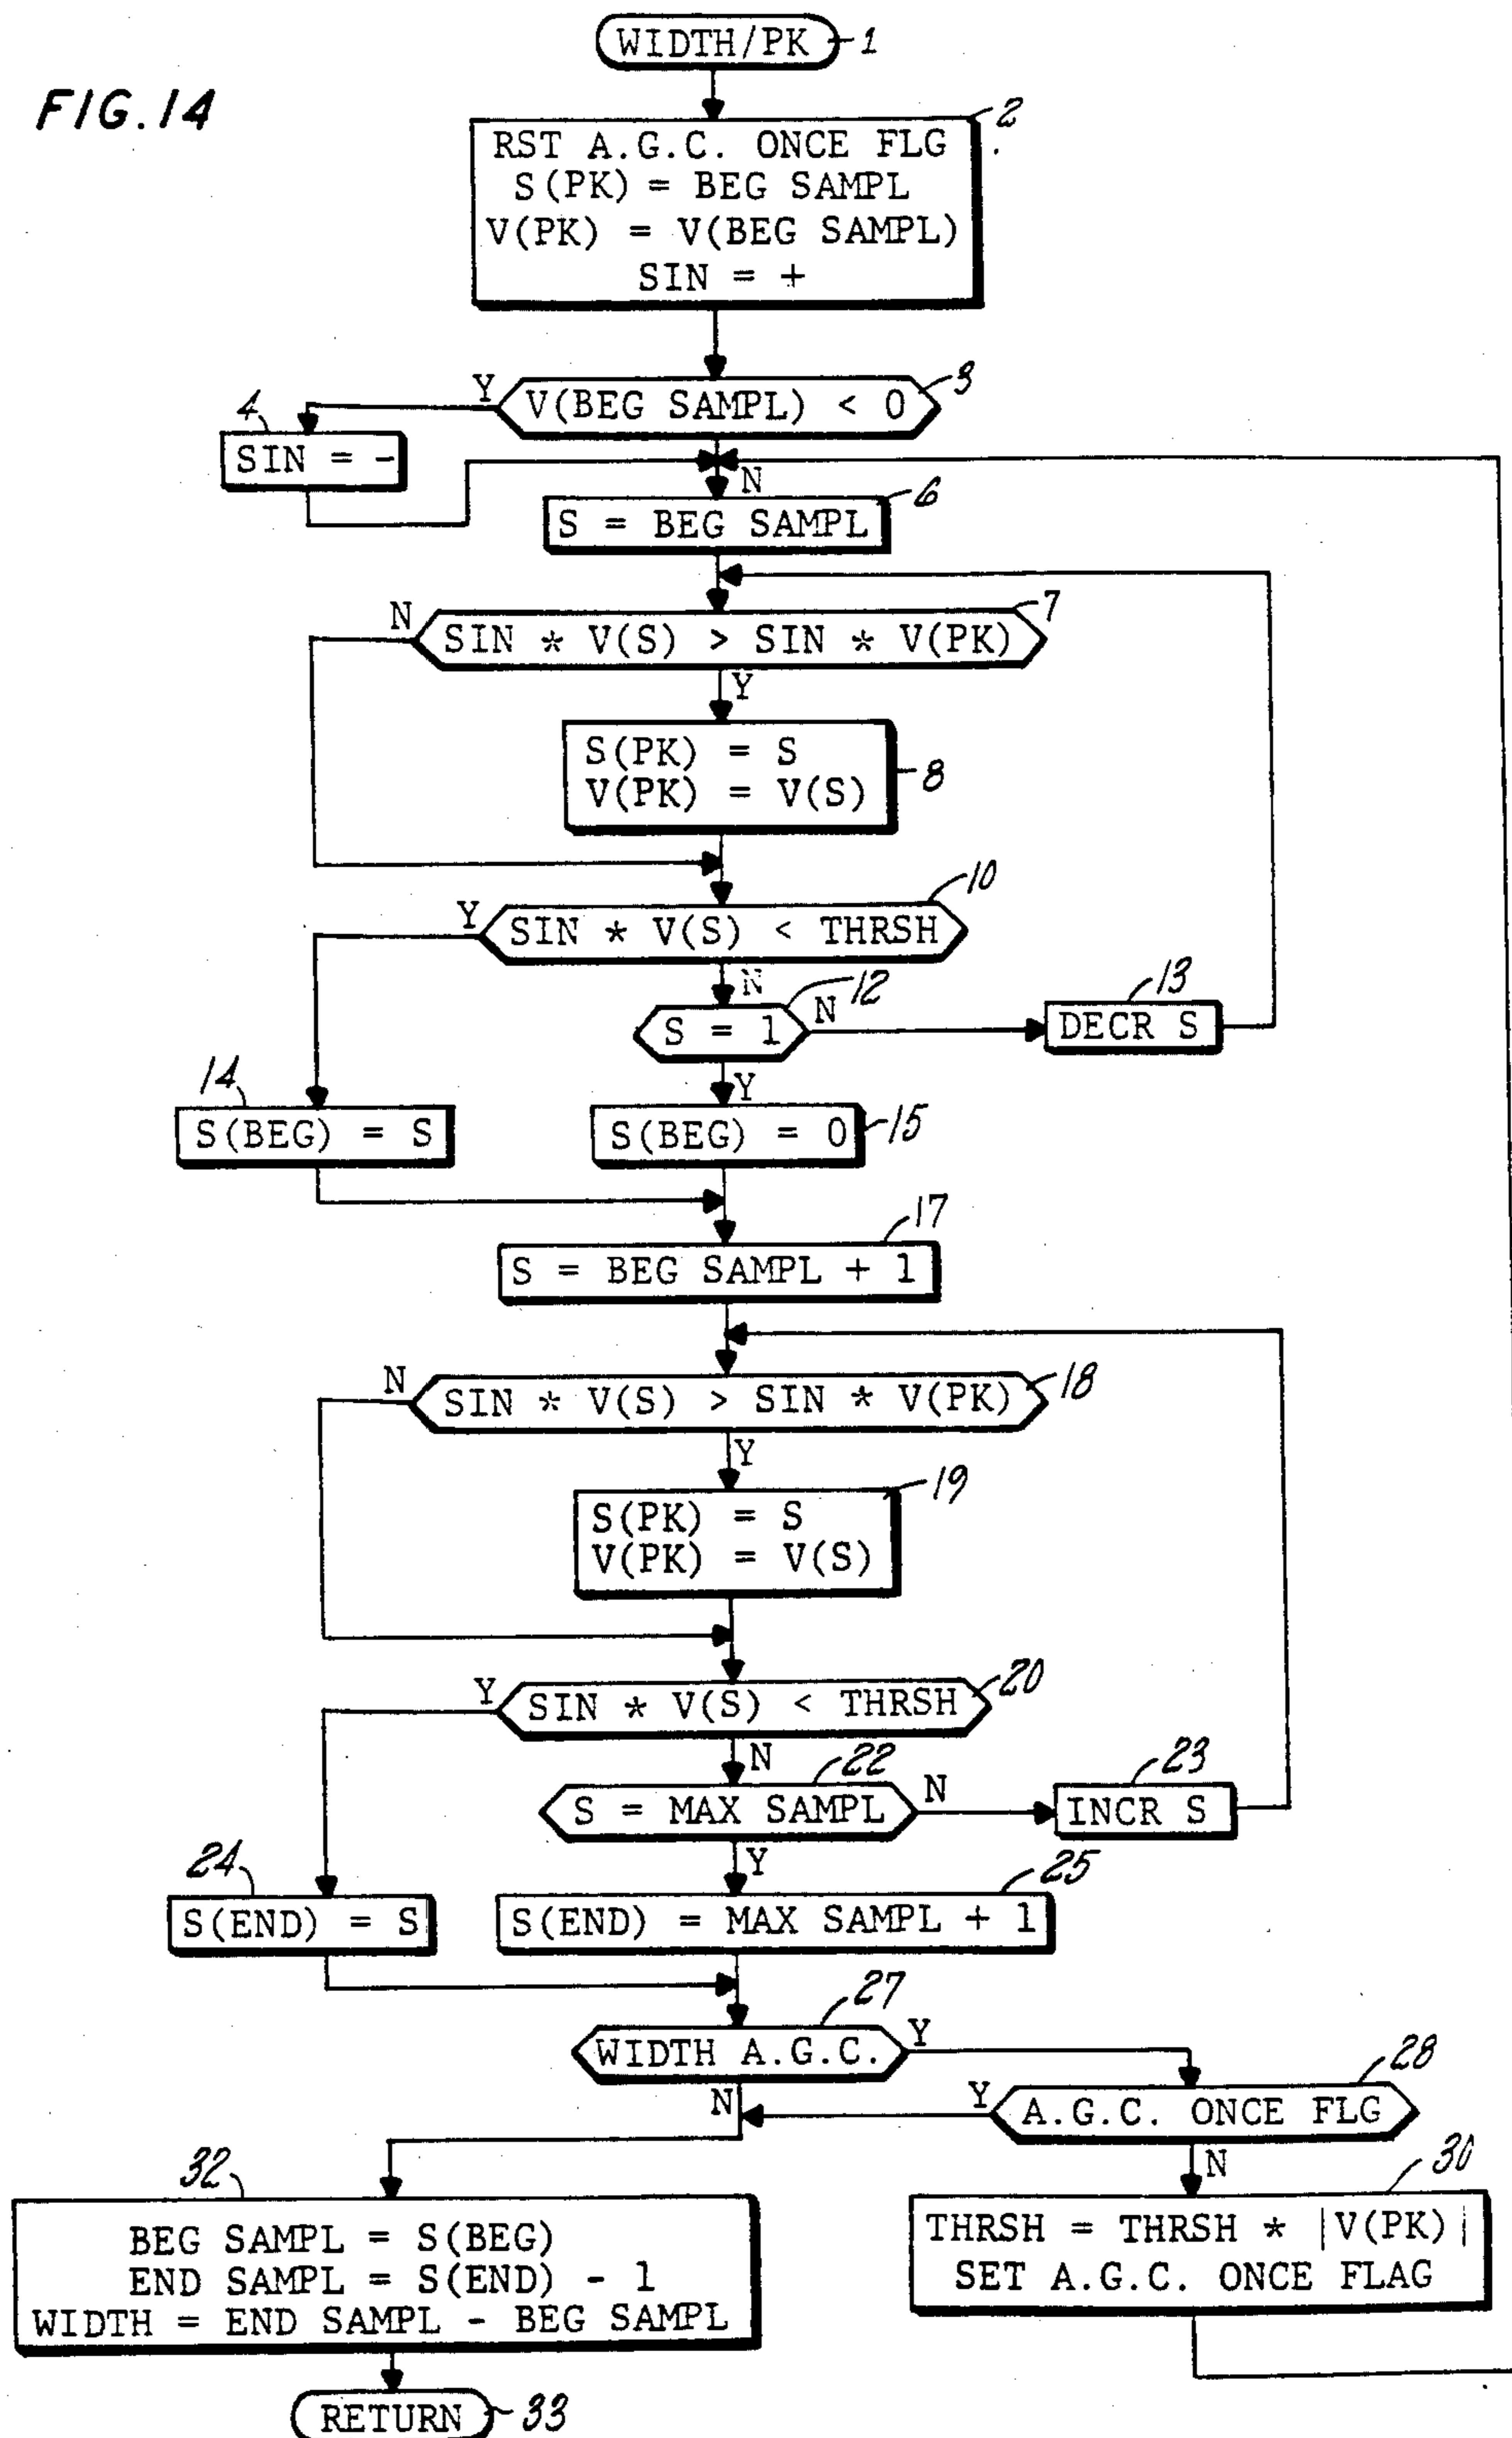 WIDTH/PK 1
FIG. 14
2
RST A.G.C. ONCE FLG
S(PK) = BEG SAMPL
V(PK) = V(BEG SAMPL)
SIN = +
Y V(BEG SAMPL) < 0 3
4
SIN = -
N
6
S = BEG SAMPL
7
N SIN * V(S) > SIN * V(PK)
Y
S(PK) = S
V(PK) = V(S)
8
10
Y SIN * V(S) < THRSH
N
12
S = 1 N
13
DECR S
Y
14
S(BEG) = S
S(BEG) = 0 15
17
S = BEG SAMPL + 1
N SIN * V(S) > SIN * V(PK) 18
Y
19
S(PK) = S
V(PK) = V(S)
Y SIN * V(S) < THRSH 20
N
22
S = MAX SAMPL N
23
INCR S
Y
24
S(END) = S
25
S(END) = MAX SAMPL + 1
27
WIDTH A.G.C. Y
N
28
Y A.G.C. ONCE FLG
N
30
THRSH = THRSH * |V(PK)|
SET A.G.C. ONCE FLAG
32
BEG SAMPL = S(BEG)
END SAMPL = S(END) - 1
WIDTH = END SAMPL - BEG SAMPL
RETURN 33